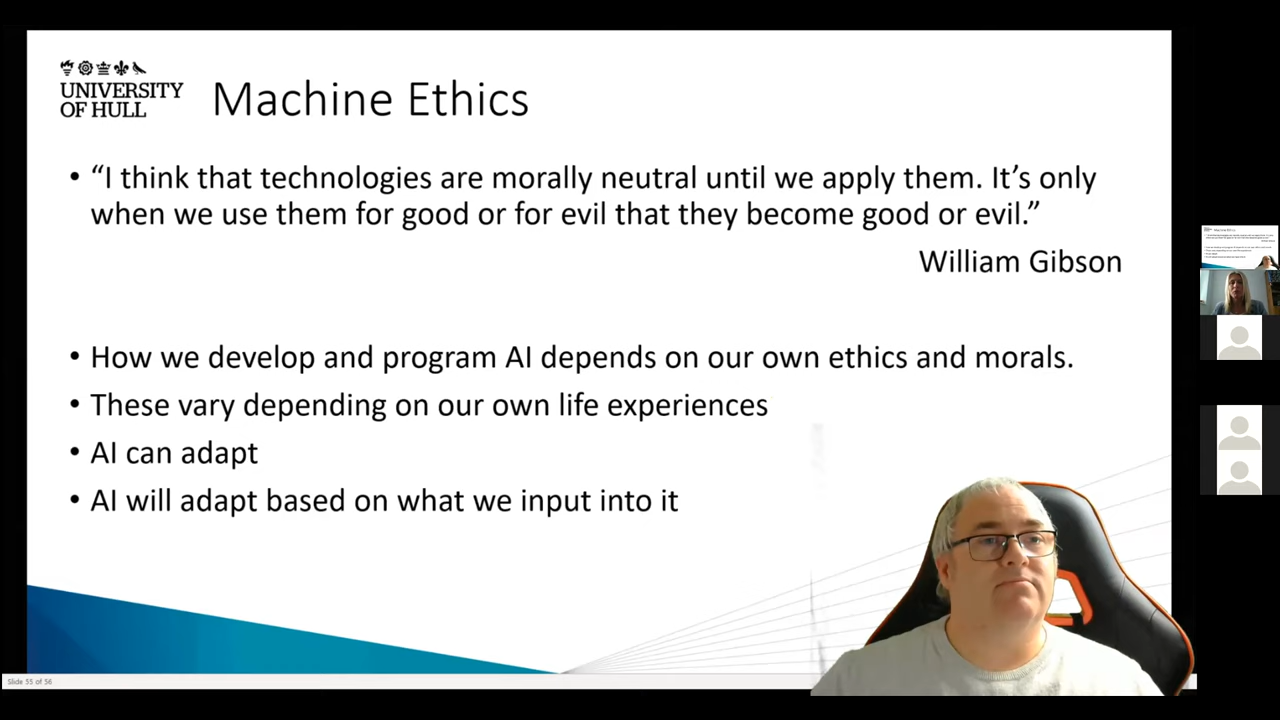 UNIVERSITY
OF HULL
Machine Ethics
• “I think that technologies are morally neutral until we apply them. It’s only
when we use them for good or for evil that they become good or evil.”
William Gibson
• How we develop and program AI depends on our own ethics and morals.
• These vary depending on our own life experiences
• AI can adapt
• AI will adapt based on what we input into it
Slide 55 of 56